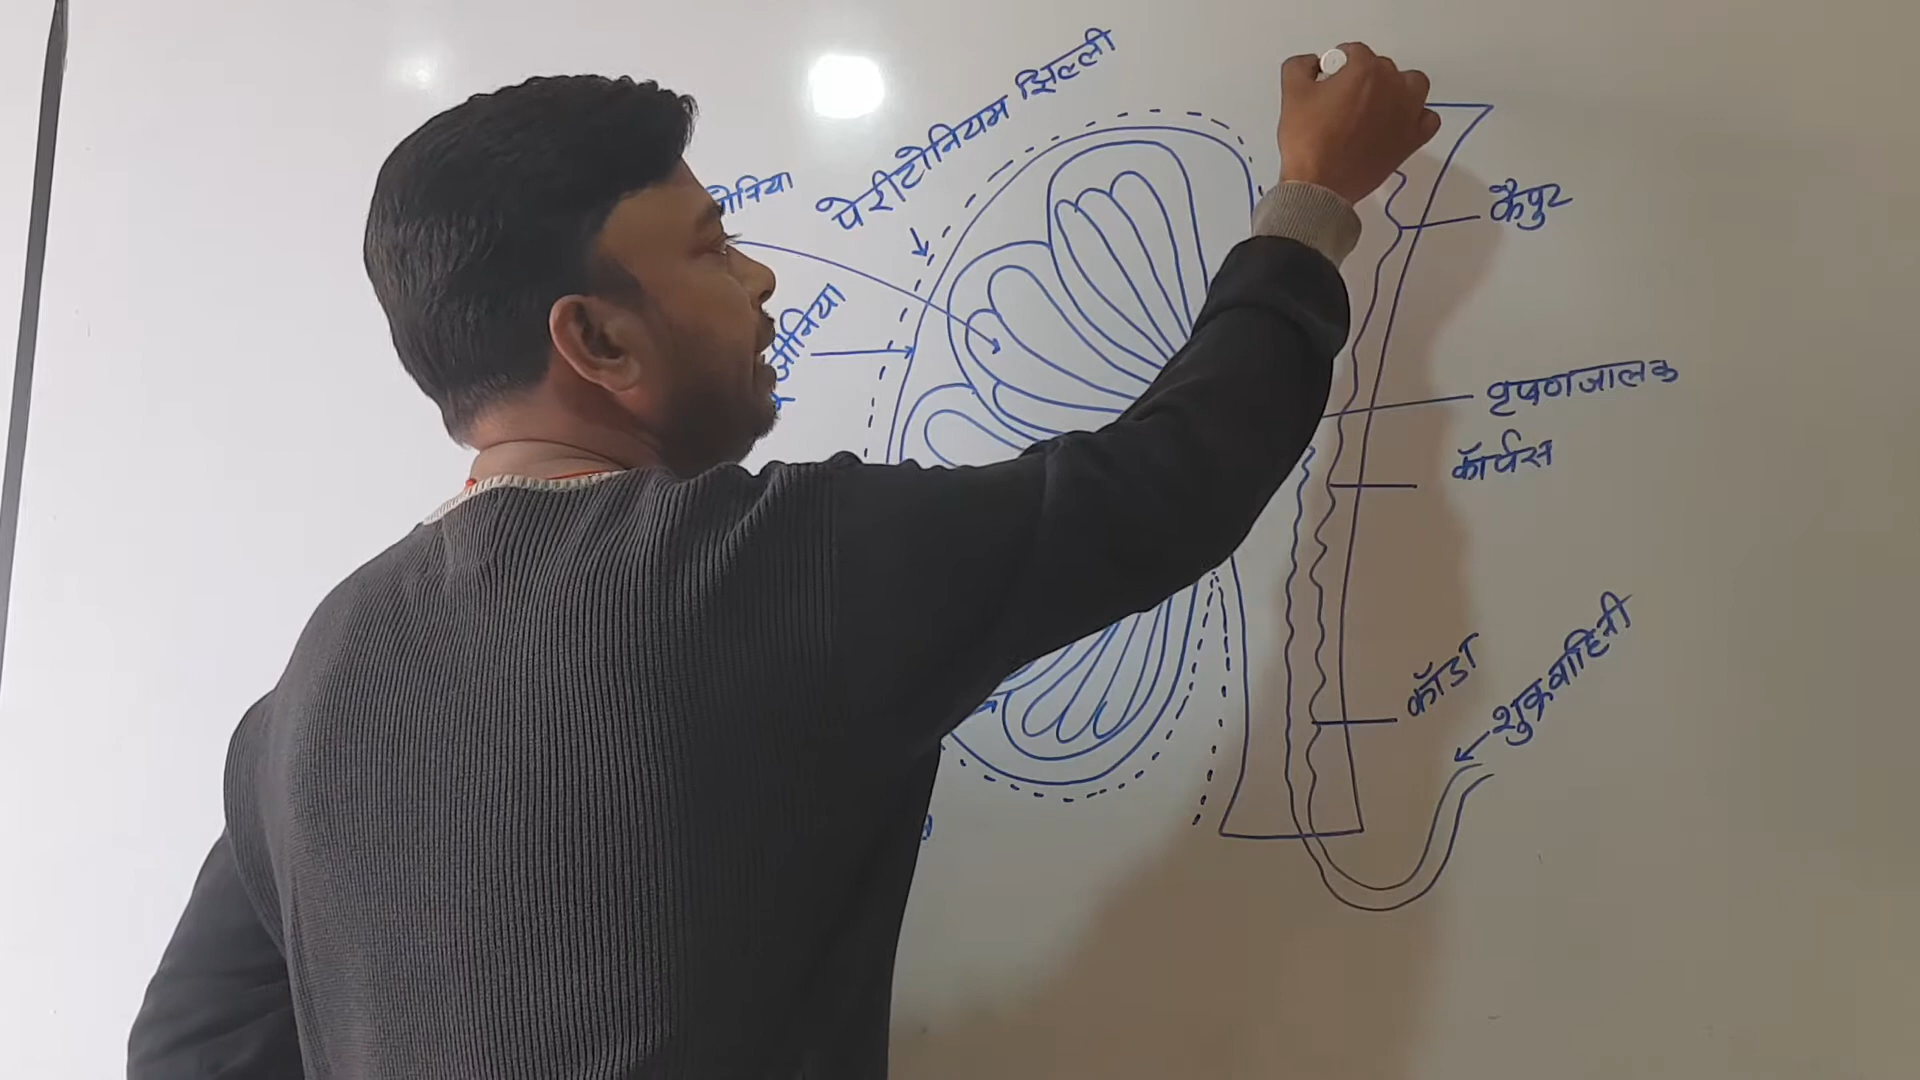 पेरीटोनियम झिल्ली
कैपुट
वृषणजालक
कॉर्पस
कॉडा
शुक्रवाहिनी